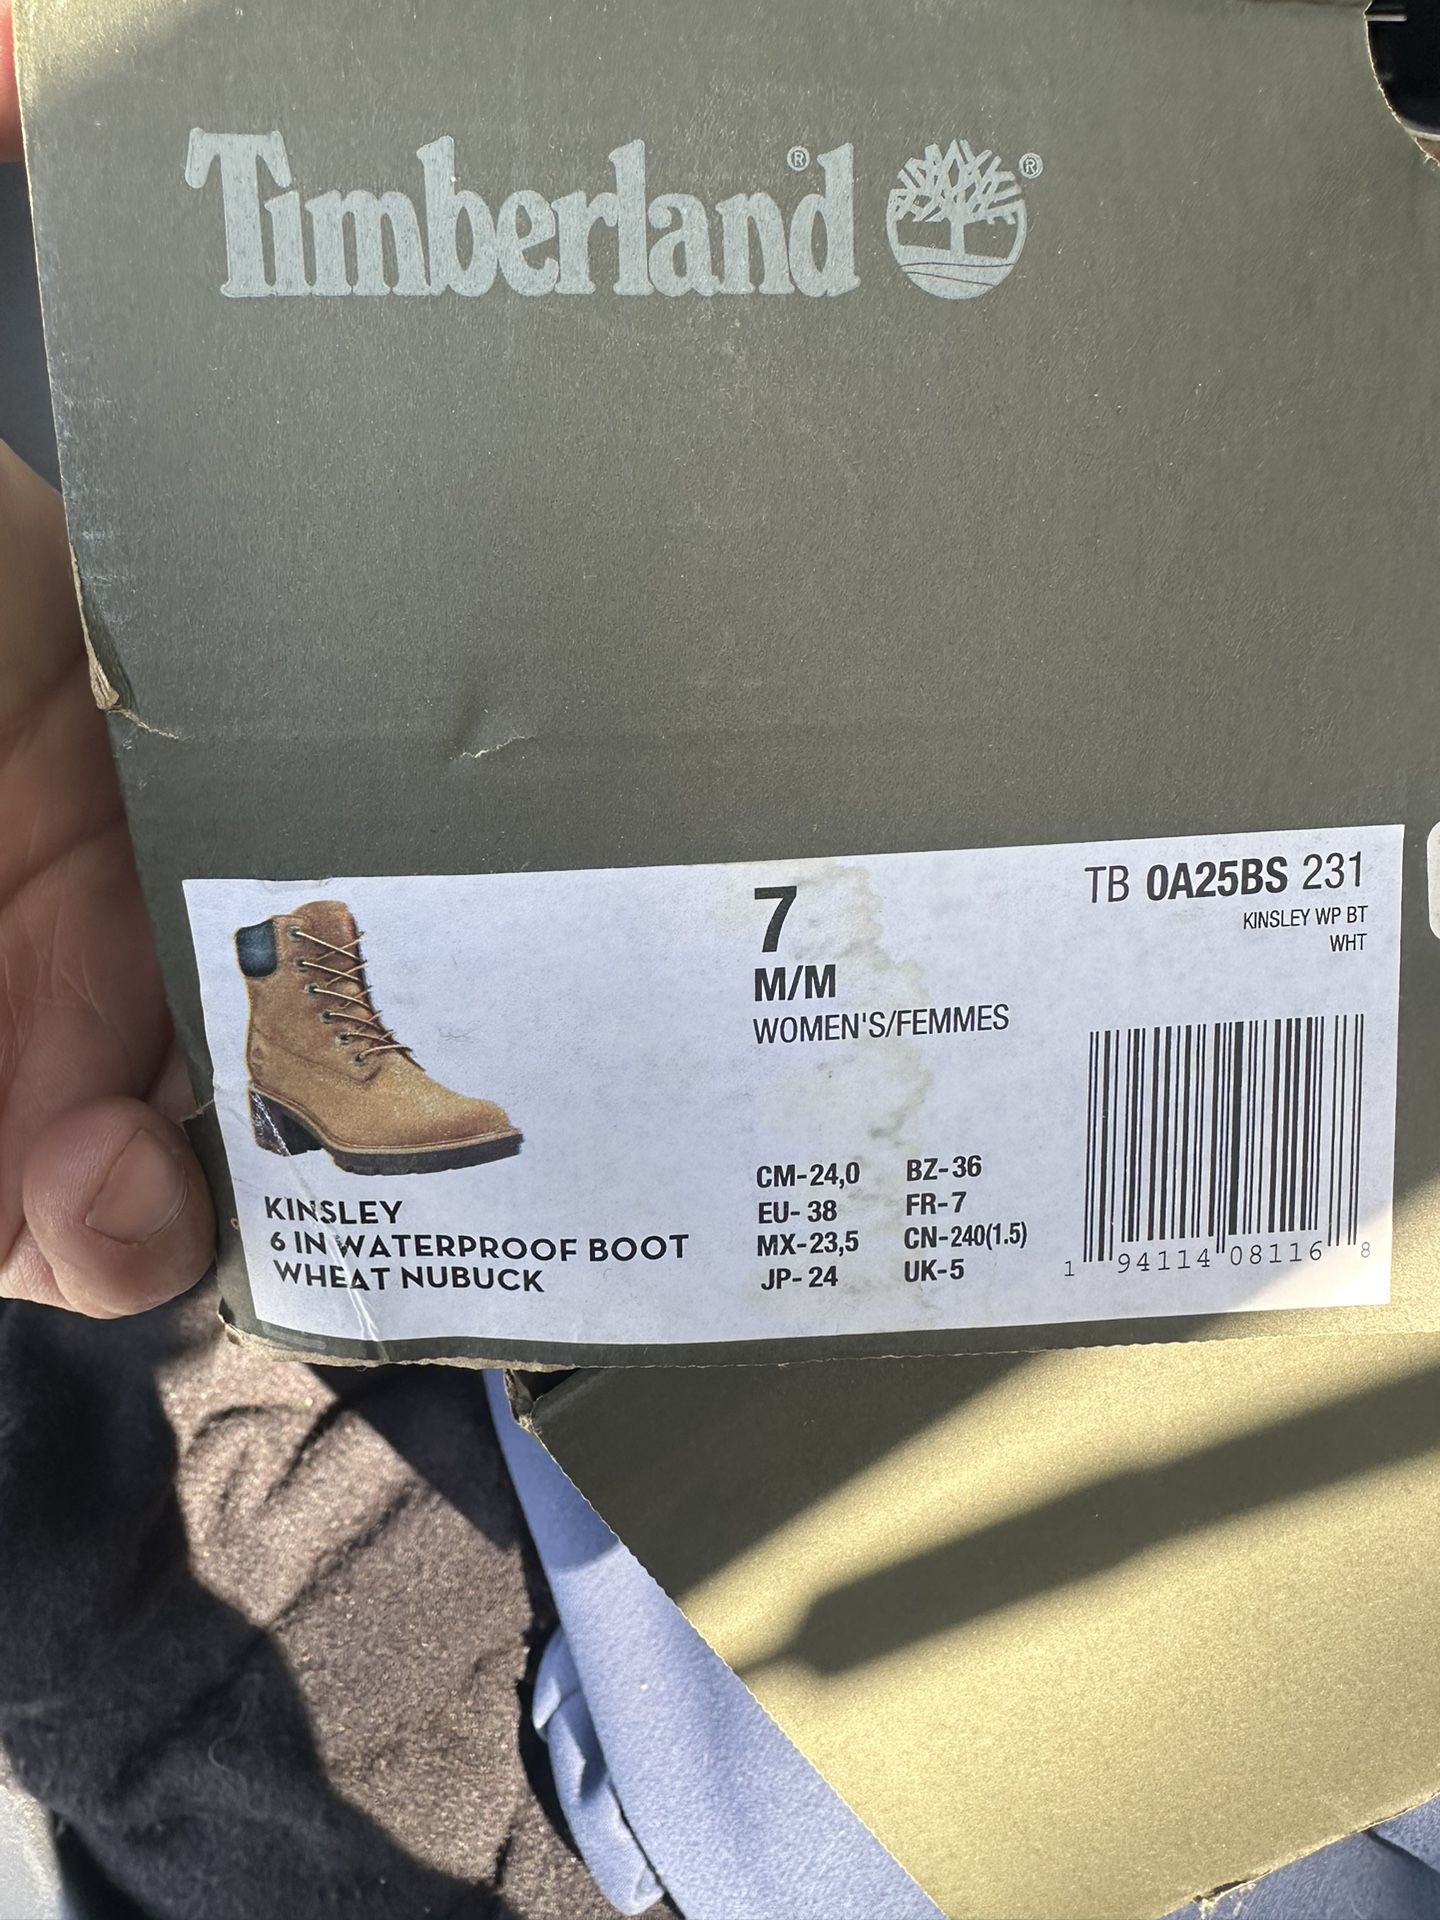 Timberland® ®
7
M/M
WOMEN'S/FEMMES
TB 0A25BS 231
KINSLEY WP BT
WHT
KINSLEY
6 IN WATERPROOF BOOT
WHEAT NUBUCK
CM-24,0 BZ-36
EU-38 FR-7
MX-23,5 CN-240(1.5)
JP-24 UK-5
1 94114 08116 8